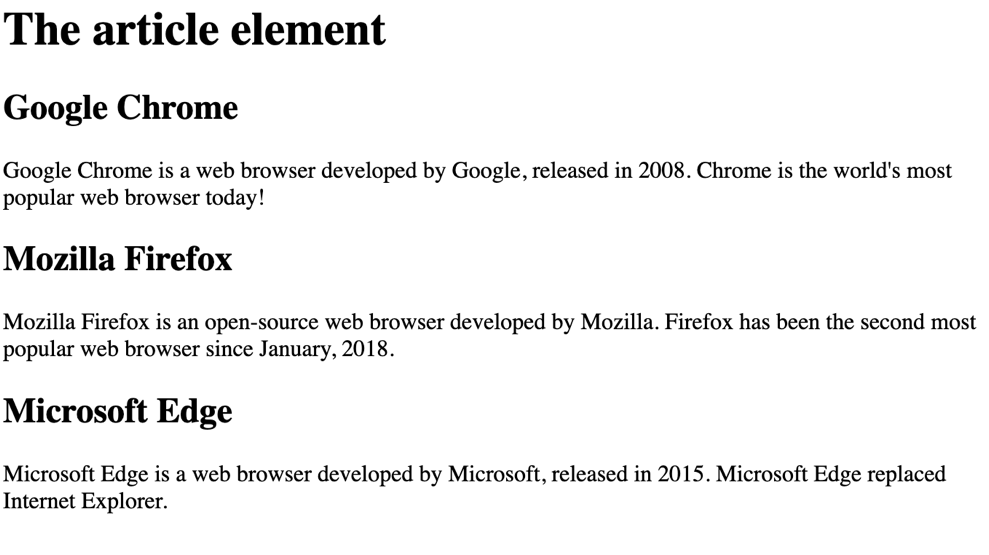 The article element
Google Chrome
Google Chrome is a web browser developed by Google, released in 2008. Chrome is the world's most
popular web browser today!
Mozilla Firefox
Mozilla Firefox is an open-source web browser developed by Mozilla. Firefox has been the second most
popular web browser since January, 2018.
Microsoft Edge
Microsoft Edge is a web browser developed by Microsoft, released in 2015. Microsoft Edge replaced
Internet Explorer.